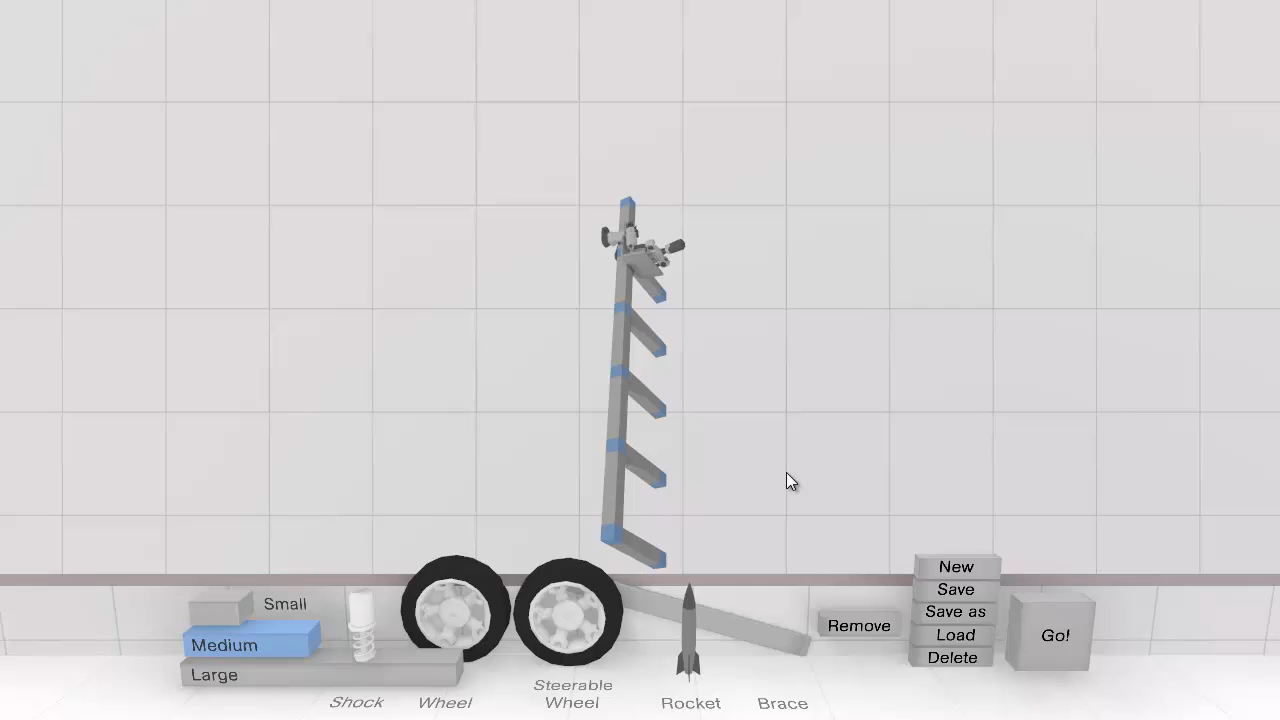 Small
Medium
Large
Shock
Wheel
Steerable
Wheel
Rocket
Brace
Remove
New
Save
Save as
Load
Delete
Go!